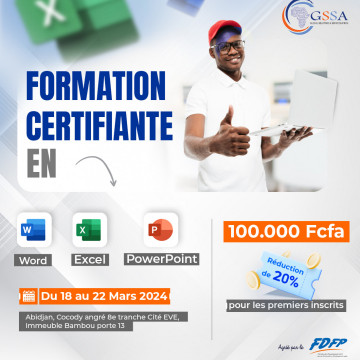 GSSA
FORMATION
CERTIFIANTE
EN
W
X
P
Word
Excel
PowerPoint
100.000 Fcfa
Réduction
de 20%
pour les premiers inscrits
Du 18 au 22 Mars 2024
Abidjan, Cocody angré 8e tranche Cité EVE,
Immeuble Bambou porte 13
Agréé par le FDFP